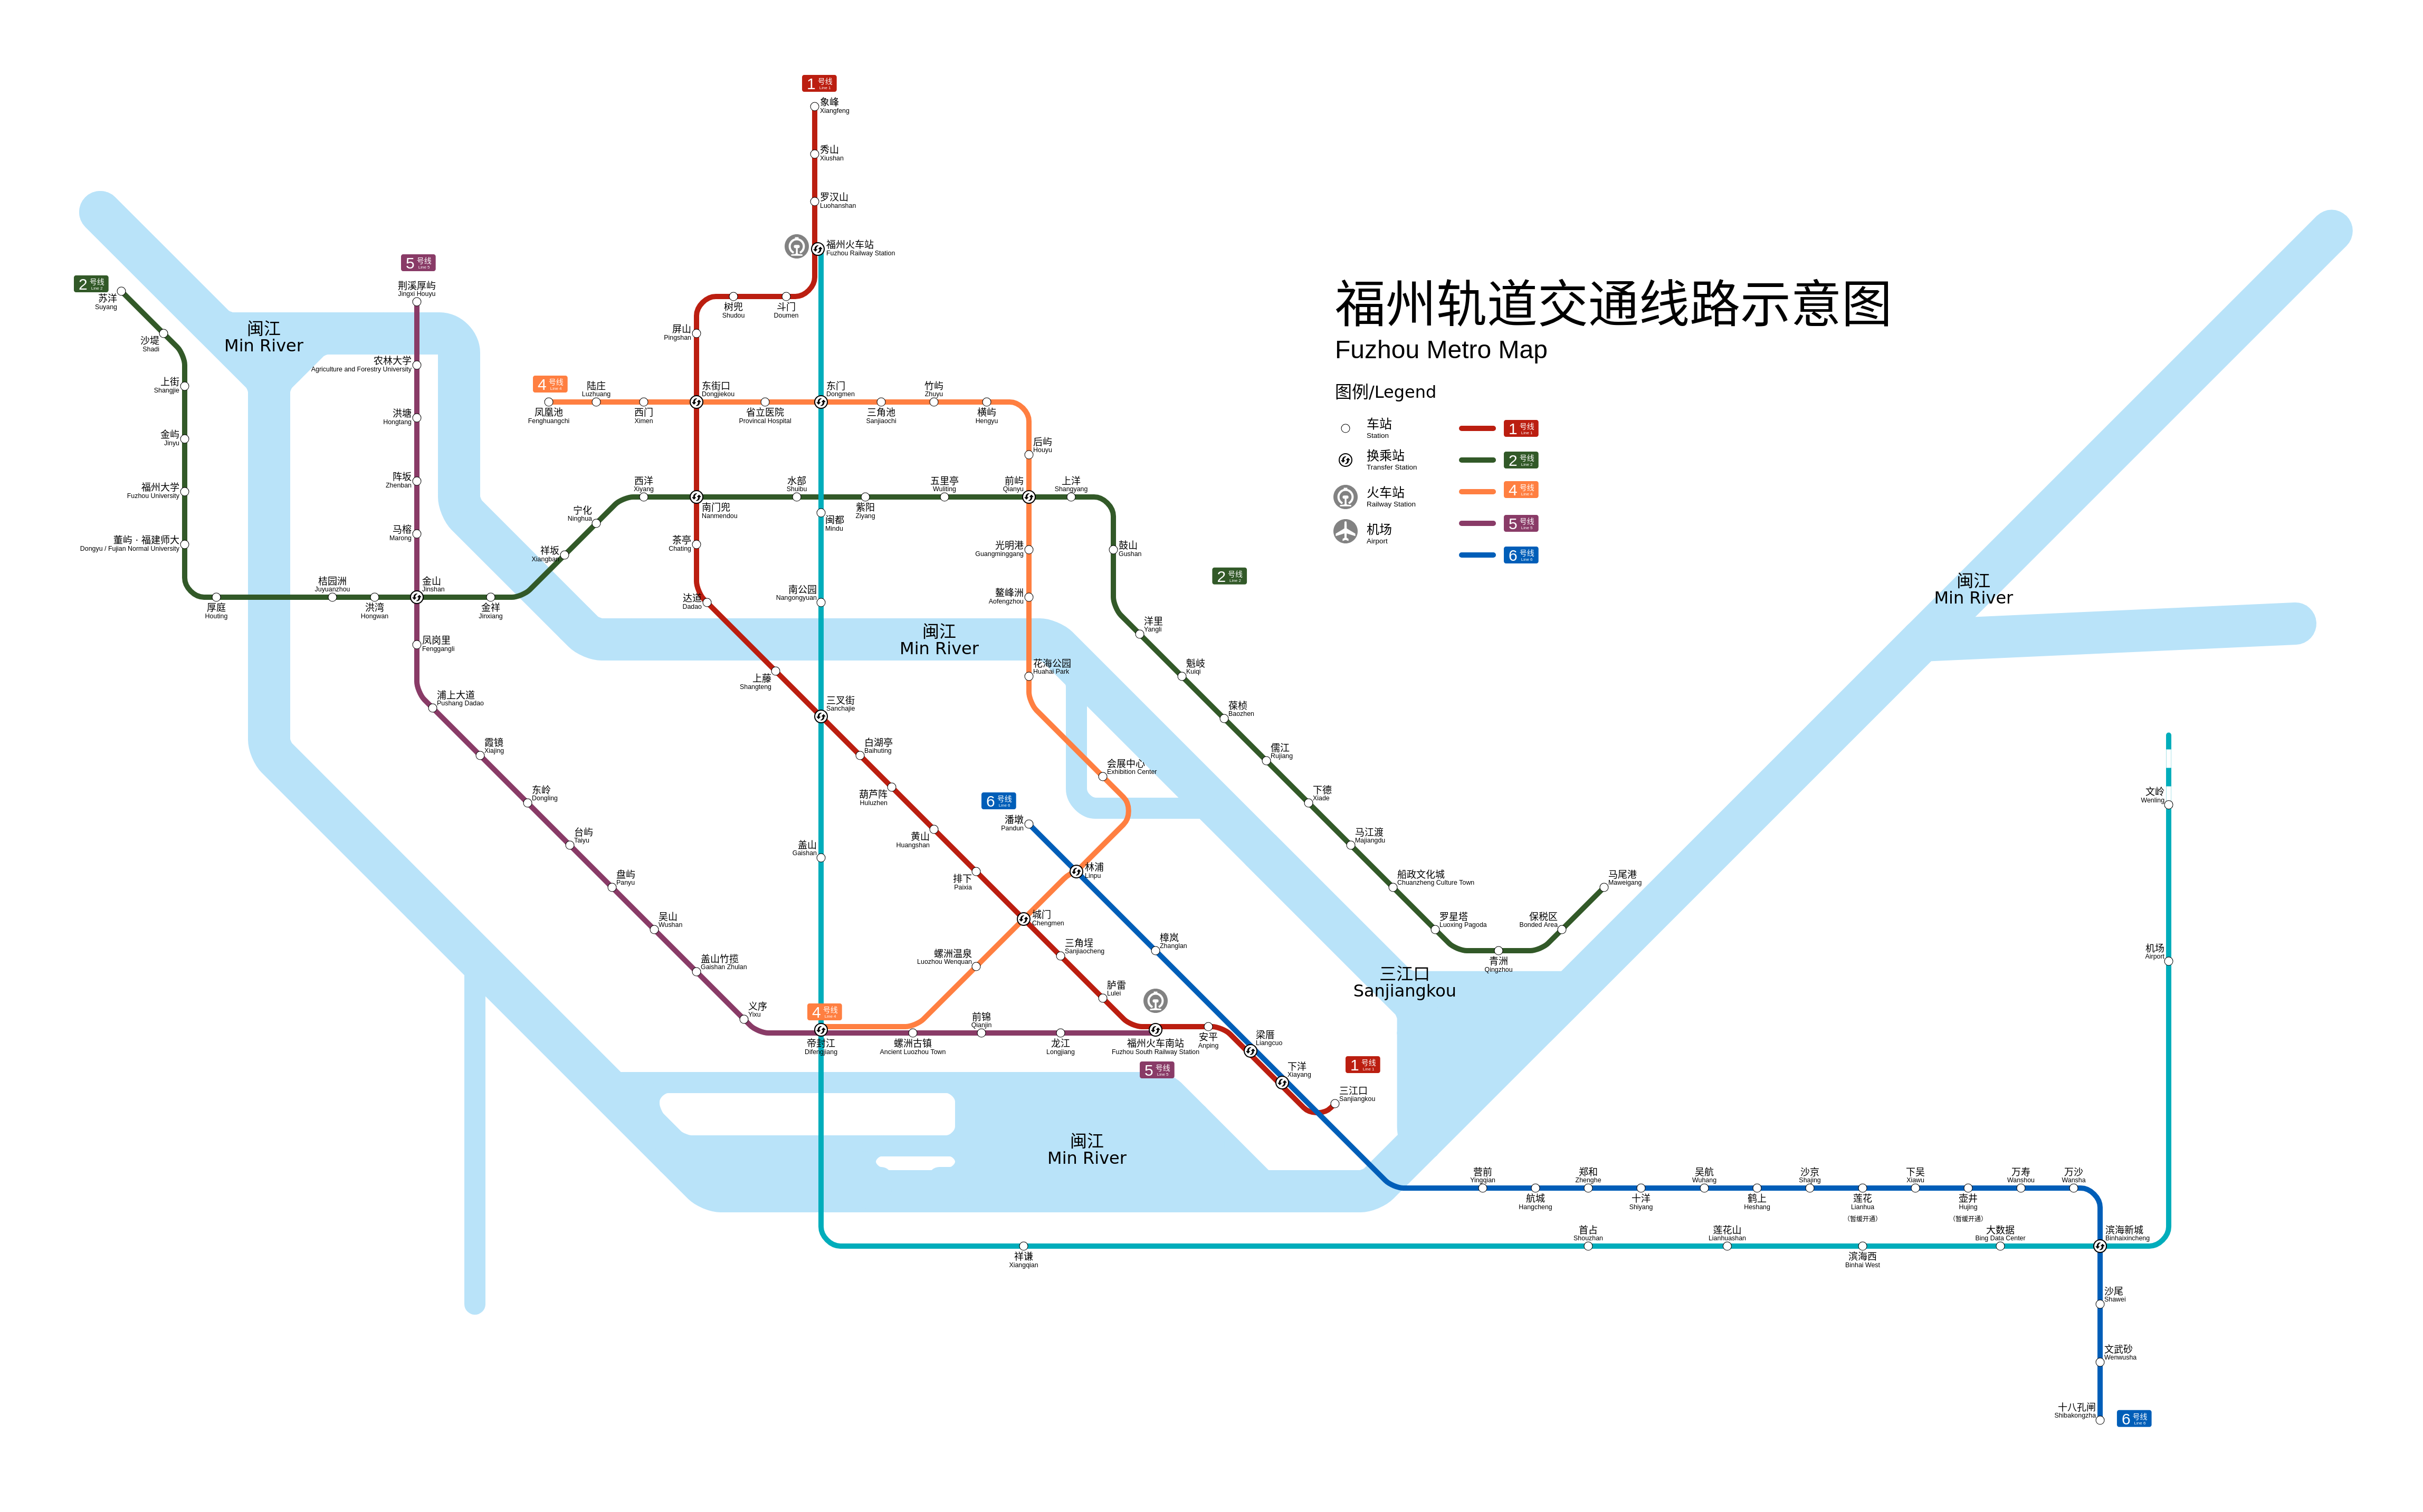 1 号线
Line 1
象峰
Xiangfeng
秀山
Xiushan
罗汉山
Luohanshan
福州火车站
Fuzhou Railway Station
斗门
Doumen
树兜
Shudou
屏山
Pingshan
5 号线
Line 5
荆溪厚屿
Jingxi Houyu
2 号线
Line 2
苏洋
Suyang
沙堤
Shadi
闽江
Min River
福州轨道交通线路示意图
Fuzhou Metro Map
图例/Legend
车站
Station
换乘站
Transfer Station
火车站
Railway Station
机场
Airport
1 号线
Line 1
2 号线
Line 2
4 号线
Line 4
5 号线
Line 5
6 号线
Line 6
农林大学
Agriculture and Forestry University
上街
Shangjie
洪塘
Hongtang
金屿
Jinyu
阵坂
Zhenban
福州大学
Fuzhou University
马榕
Marong
董屿 · 福建师大
Dongyu / Fujian Normal University
厚庭
Houting
桔园洲
Juyuanzhou
洪湾
Hongwan
金山
Jinshan
金祥
Jinxiang
祥坂
Xiangban
宁化
Ninghua
西洋
Xiyang
4 号线
凤凰池
Fenghuangchi
陆庄
Luzhuang
西门
Ximen
东街口
Dongjiekou
省立医院
Provincal Hospital
东门
Dongmen
三角池
Sanjiaochi
竹屿
Zhuyu
横屿
Hengyu
后屿
Houyu
南门兜
Nanmendou
水部
Shuibu
闽都
Mindu
紫阳
Ziyang
五里亭
Wuliting
前屿
Qianyu
上洋
Shangyang
茶亭
Chating
光明港
Guangminggang
鼓山
Gushan
2 号线
Line 2
达道
Dadao
南公园
Nangongyuan
鳌峰洲
Aofengzhou
洋里
Yangli
闽江
Min River
闽江
Min River
凤岗里
Fenggangli
上藤
Shangteng
花海公园
Huahai Park
魁岐
Kuiqi
浦上大道
Pushang Dadao
三叉街
Sanchajie
葆桢
Baozhen
霞镜
Xiajing
白湖亭
Baihuting
会展中心
Exhibition Center
儒江
Rujiang
东岭
Dongling
葫芦阵
Huluzhen
6 号线
Line 6
潘墩
Pandun
下德
Xiade
文岭
Wenling
台屿
Taiyu
盖山
Gaishan
黄山
Huangshan
马江渡
Majiangdu
盘屿
Panyu
排下
Paixia
林浦
Linpu
船政文化城
Chuanzheng Culture Town
马尾港
Maweigang
吴山
Wushan
城门
Chengmen
罗星塔
Luoxing Pagoda
保税区
Bonded Area
青洲
Qingzhou
盖山竹揽
Gaishan Zhulan
螺洲温泉
Luozhou Wenquan
三角埕
Sanjiaocheng
樟岚
Zhanglan
机场
Airport
三江口
Sanjiangkou
义序
Yixu
4 号线
Line 4
胪雷
Lulei
帝封江
Difengjiang
螺洲古镇
Ancient Luozhou Town
前锦
Qianjin
龙江
Longjiang
福州火车南站
Fuzhou South Railway Station
5 号线
Line 5
安平
Anping
梁厝
Liangcuo
下洋
Xiayang
1 号线
Line 1
三江口
Sanjiangkou
闽江
Min River
营前
Yingqian
航城
Hangcheng
郑和
Zhenghe
十洋
Shiyang
吴航
Wuhang
鹤上
Heshang
沙京
Shajing
莲花
Lianhua
（暂缓开通）
下吴
Xiawu
壶井
Hujing
（暂缓开通）
万寿
Wanshou
万沙
Wansha
祥谦
Xiangqian
首占
Shouzhan
莲花山
Lianhuashan
滨海西
Binhai West
大数据
Bing Data Center
滨海新城
Binhaixincheng
沙尾
Shawei
文武砂
Wenwusha
十八孔闸
Shibakongzha
6 号线
Line 6